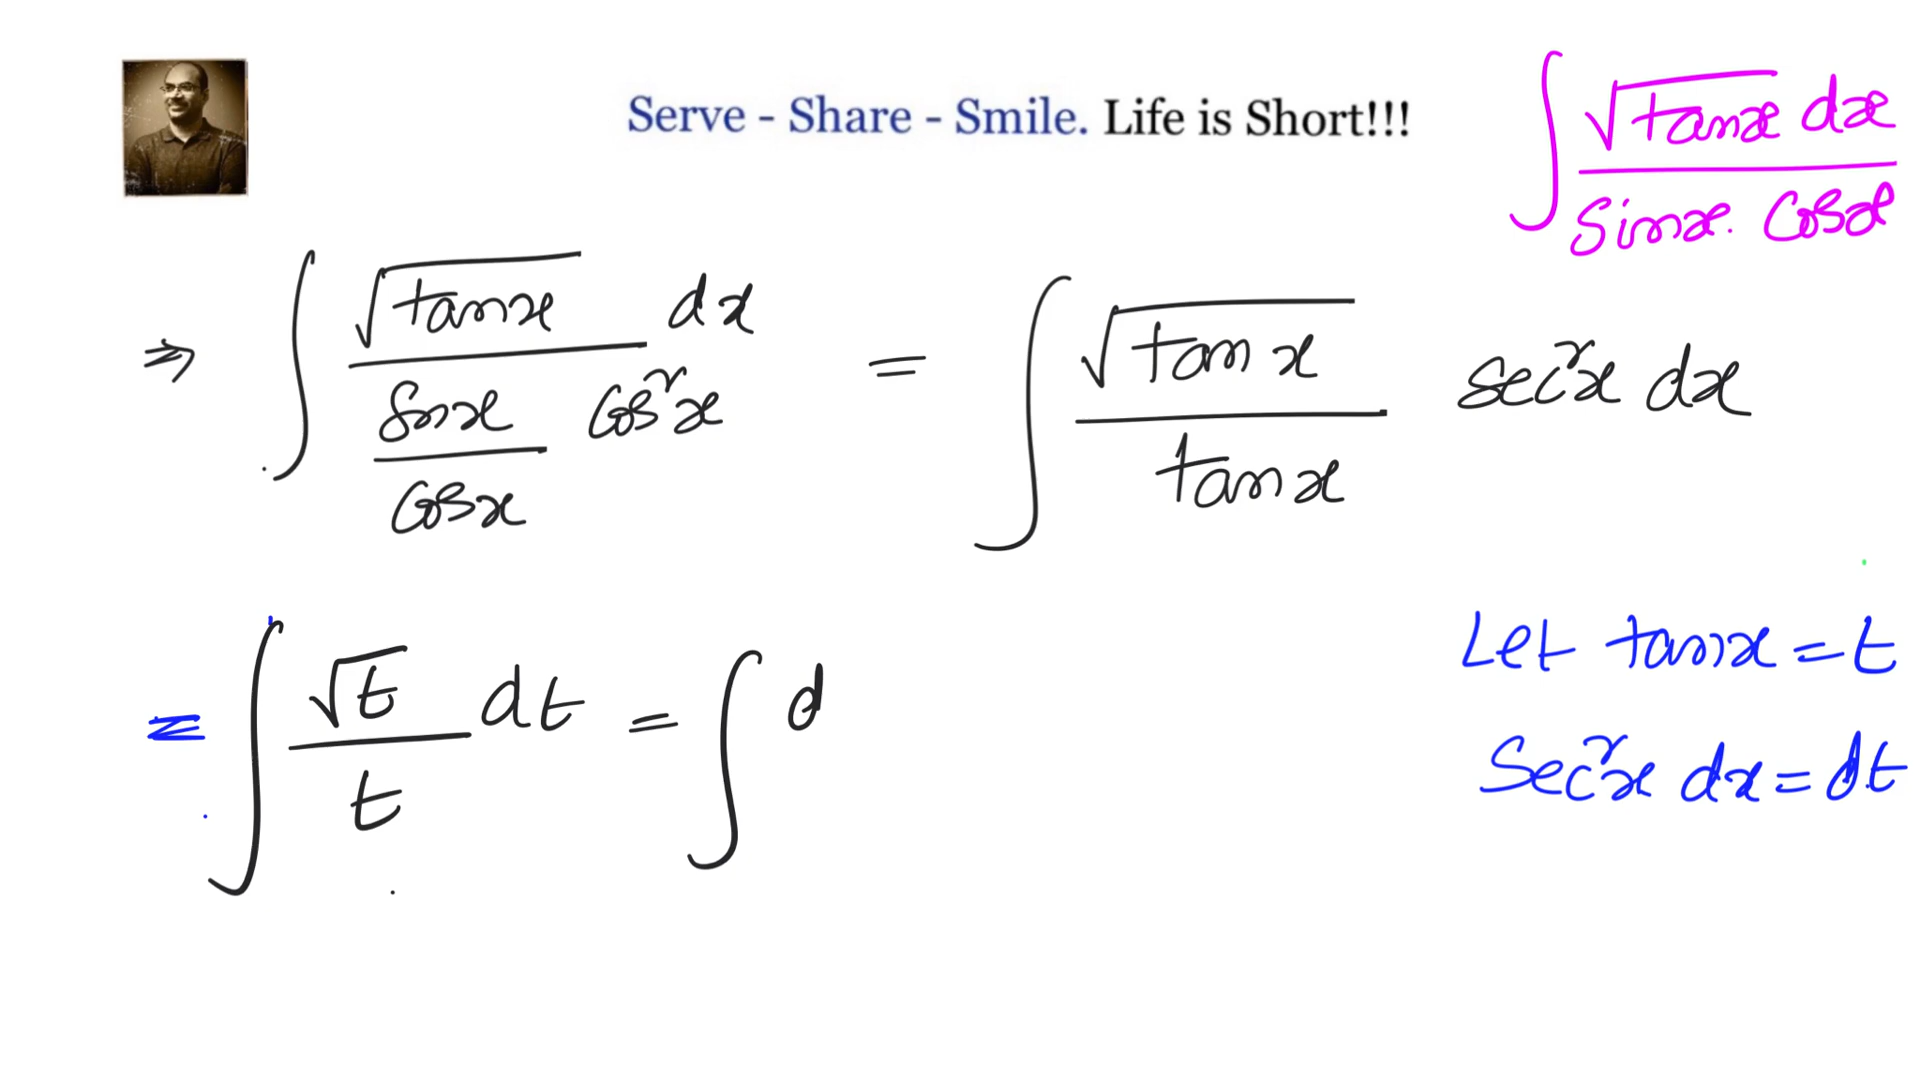 Serve - Share - Smile. Life is Short!!!
∫ √tanx dx / sinx. cosx
⇒ ∫ √tanx dx / (sinx / cosx) cos²x = ∫ √tan x / tanx sec²x dx
Let tanx = t
= ∫ √t / t dt = ∫ d
Sec²x dx = dt